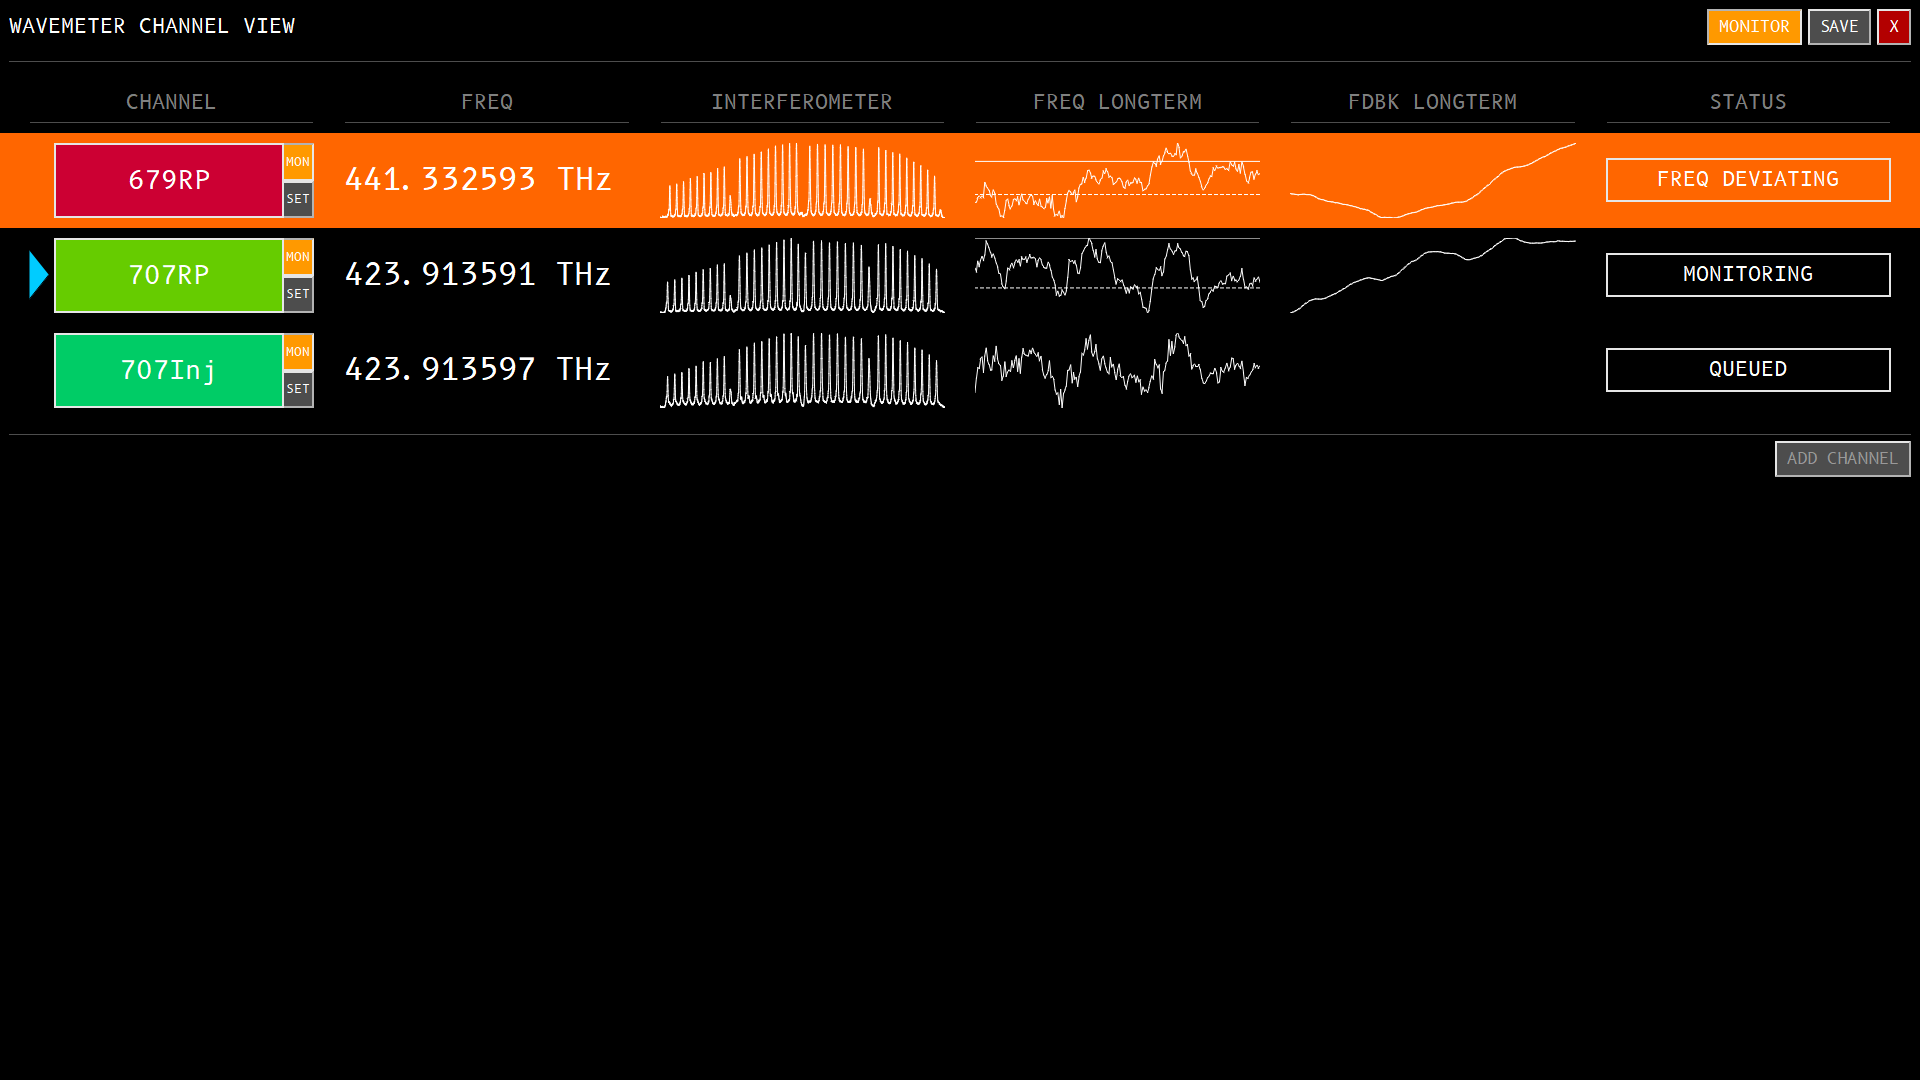 WAVEMETER CHANNEL VIEW
MONITOR SAVE X
CHANNEL FREQ INTERFEROMETER FREQ LONGTERM FDBK LONGTERM STATUS
679RP MON SET 441.332593 THz FREQ DEVIATING
707RP MON SET 423.913591 THz MONITORING
707Inj MON SET 423.913597 THz QUEUED
ADD CHANNEL